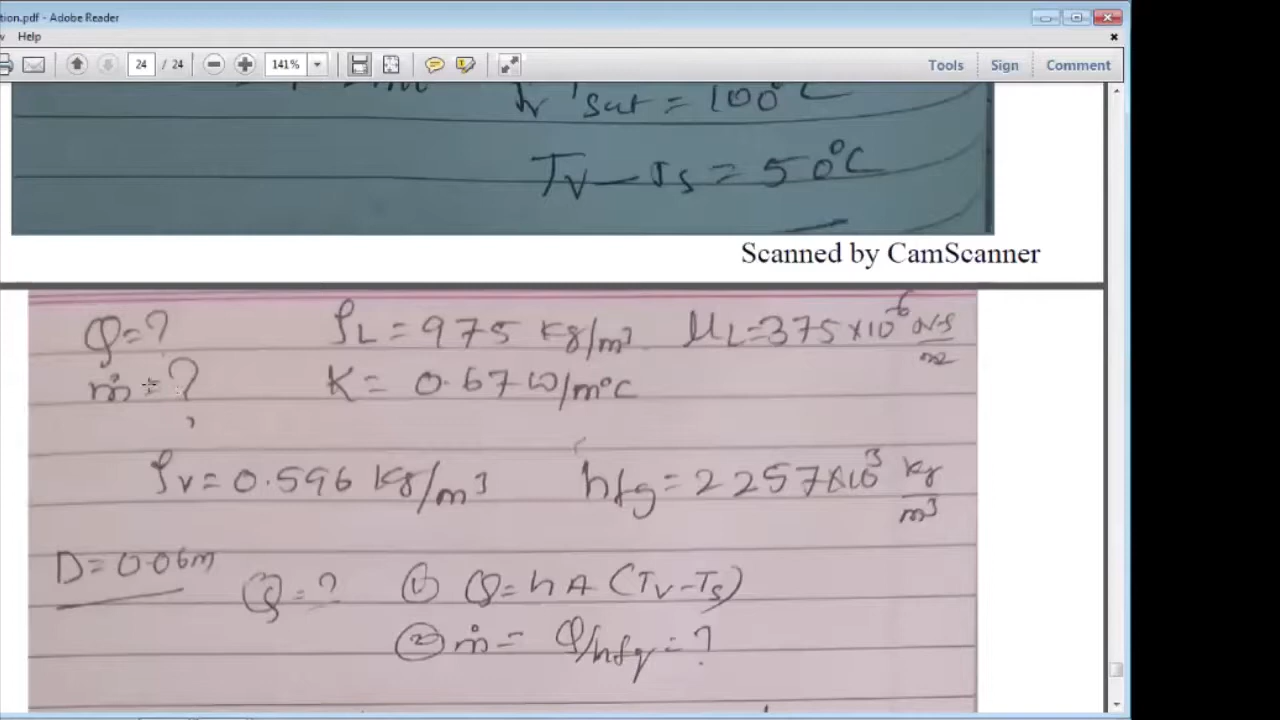 tion.pdf - Adobe Reader
Help
24 / 24 141% Tools Sign Comment
Tsat = 100°C
Tv - Ts = 50°C
Scanned by CamScanner
Q = ? ρL = 975 kg/m³ μL = 375×10⁻⁶ N-s/m²
ṁ = ? K = 0.67 W/m°C
ρv = 0.596 kg/m³ hfg = 2257×10³ kg/m³
D = 0.06m
Q = ? ① Q = hA (Tv - Ts)
② ṁ = Q/hfg = ?